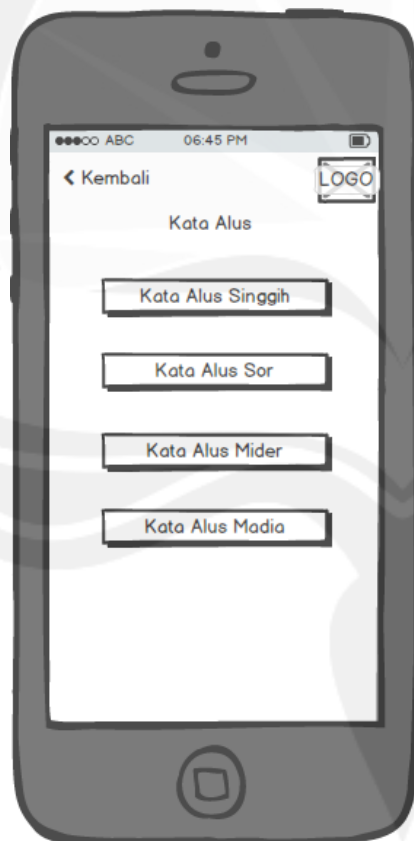 ABC 06:45 PM
Kembali LOGO
Kata Alus
Kata Alus Singgih
Kata Alus Sor
Kata Alus Mider
Kata Alus Madia